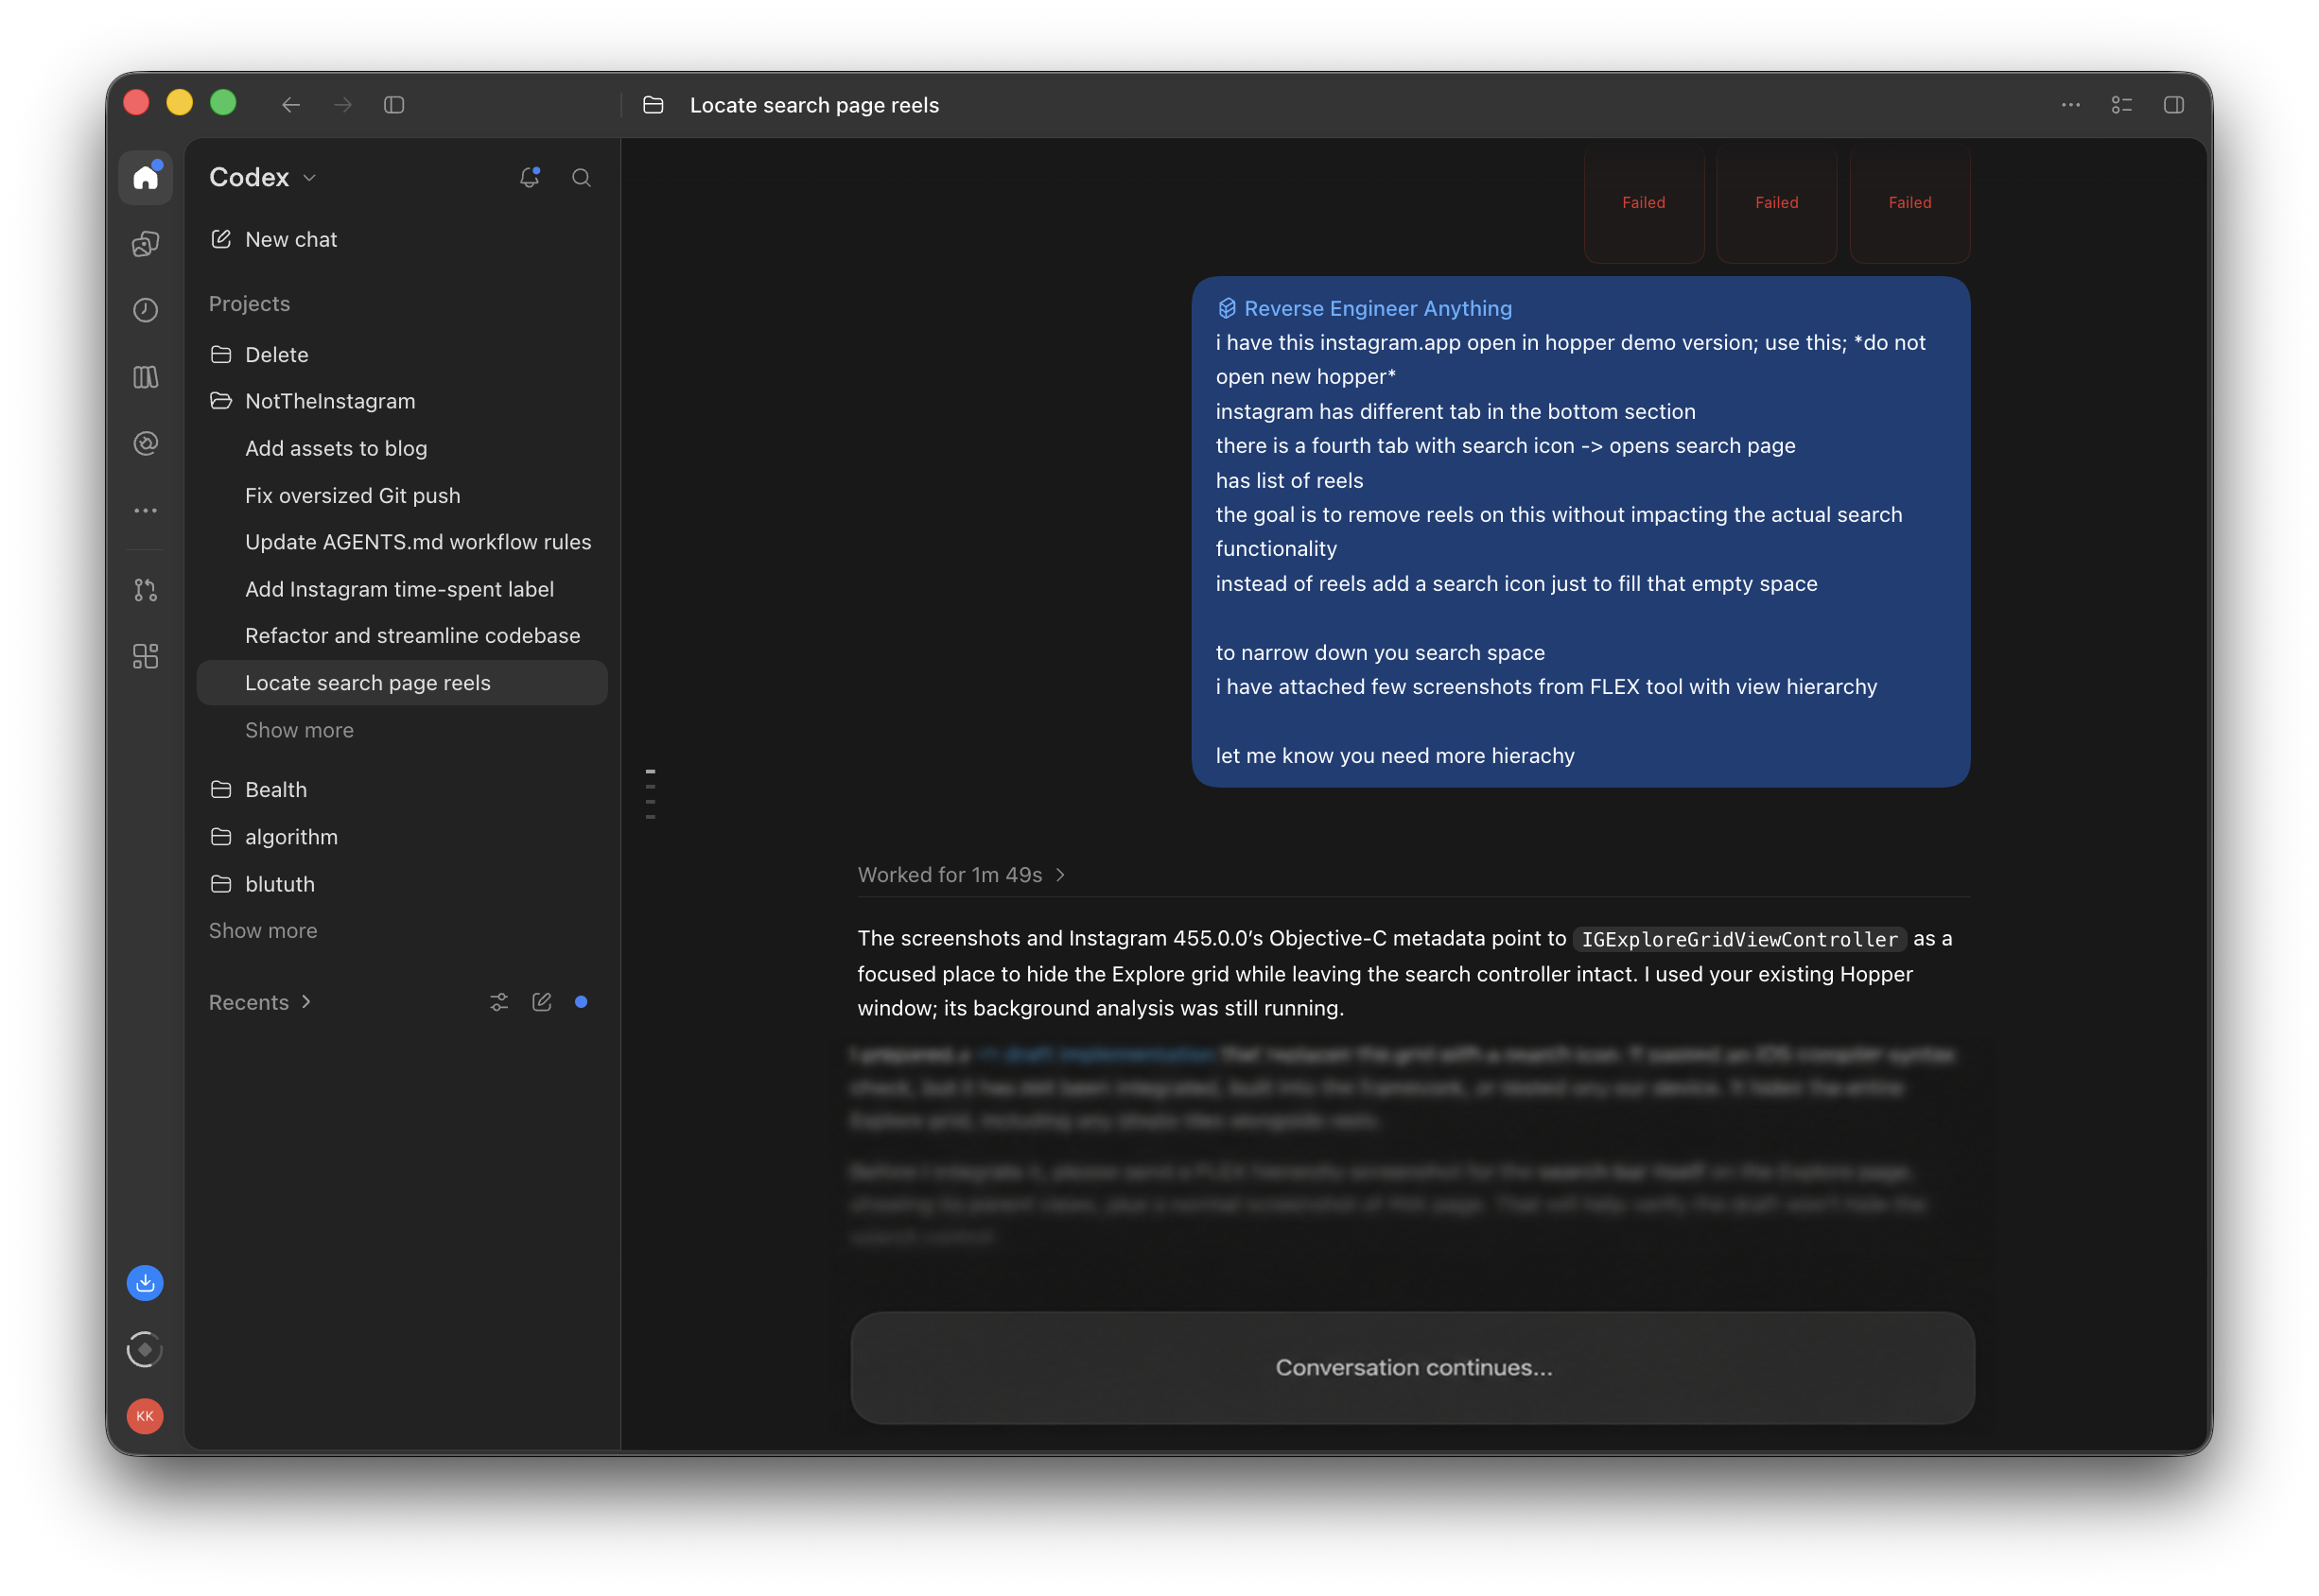 Locate search page reels
Codex
New chat
Projects
Delete
NotTheInstagram
Add assets to blog
Fix oversized Git push
Update AGENTS.md workflow rules
Add Instagram time-spent label
Refactor and streamline codebase
Locate search page reels
Show more
Bealth
algorithm
blututh
Show more
Recents
KK
Failed
Failed
Failed
Reverse Engineer Anything
i have this instagram.app open in hopper demo version; use this; *do not
open new hopper*
instagram has different tab in the bottom section
there is a fourth tab with search icon -> opens search page
has list of reels
the goal is to remove reels on this without impacting the actual search
functionality
instead of reels add a search icon just to fill that empty space
to narrow down you search space
i have attached few screenshots from FLEX tool with view hierarchy
let me know you need more hierachy
Worked for 1m 49s
The screenshots and Instagram 455.0.0’s Objective-C metadata point to IGExploreGridViewController as a
focused place to hide the Explore grid while leaving the search controller intact. I used your existing Hopper
window; its background analysis was still running.
Conversation continues...